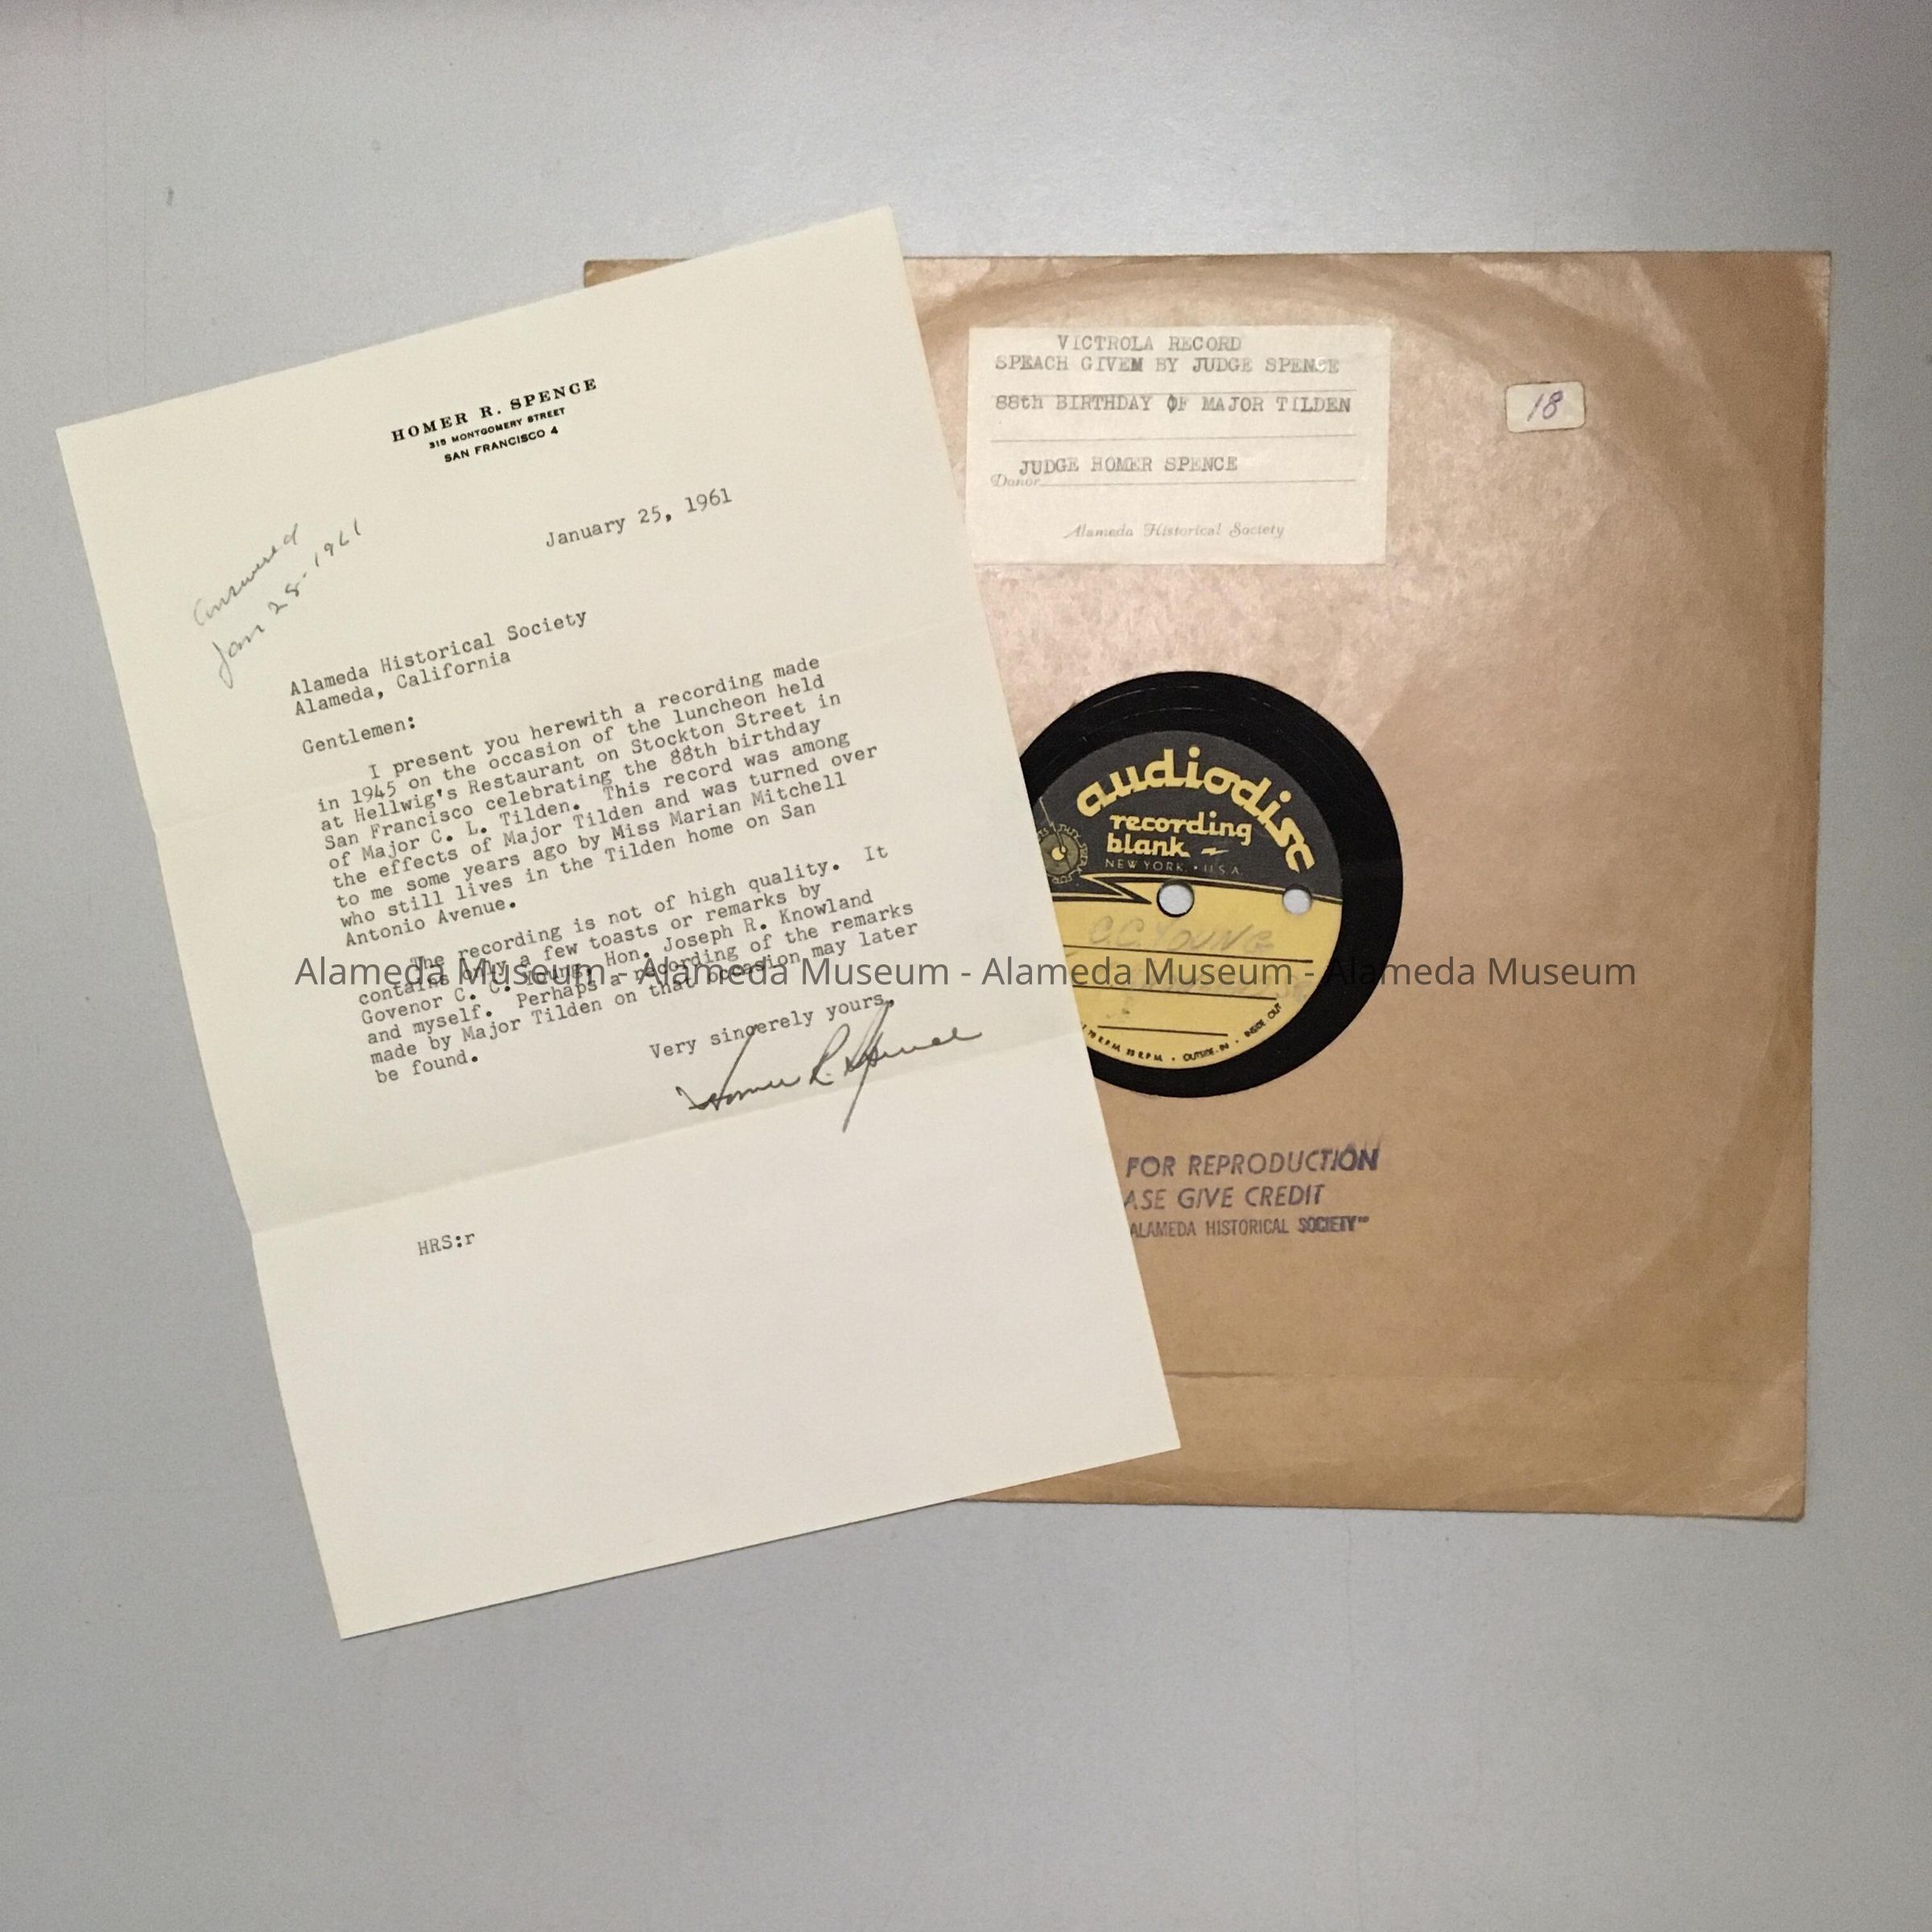 HOMER R. SPENCE
315 MONTGOMERY STREET
SAN FRANCISCO 4
January 25, 1961
answered
Jan 28-1961
Alameda Historical Society
Alameda, California
Gentlemen:
I present you herewith a recording made
in 1945 on the occasion of the luncheon held
at Hellwig's Restaurant on Stockton Street in
San Francisco celebrating the 88th birthday
of Major C. L. Tilden. This record was among
the effects of Major Tilden and was turned over
to me some years ago by Miss Marian Mitchell
who still lives in the Tilden home on San
Antonio Avenue.
The recording is not of high quality. It
contains only a few toasts or remarks by
Govenor C. C. Young, Hon. Joseph R. Knowland
and myself. Perhaps a recording of the remarks
made by Major Tilden on that occasion may later
be found.
Very sincerely yours,
Homer R. Spence
HRS:r
VICTROLA RECORD
SPEACH GIVEM BY JUDGE SPENSE
88th BIRTHDAY OF MAJOR TILDEN
JUDGE HOMER SPENCE
Donor
Alameda Historical Society
18
audiodisc
recording
blank
NEW YORK. • U.S.A.
C.C. YOUNG
78 R.P.M. 33 R.P.M. • OUTSIDE-IN • INSIDE OUT
FOR REPRODUCTION
ASE GIVE CREDIT
ALAMEDA HISTORICAL SOCIETY"
Alameda Museum - Alameda Museum - Alameda Museum - Alameda Museum